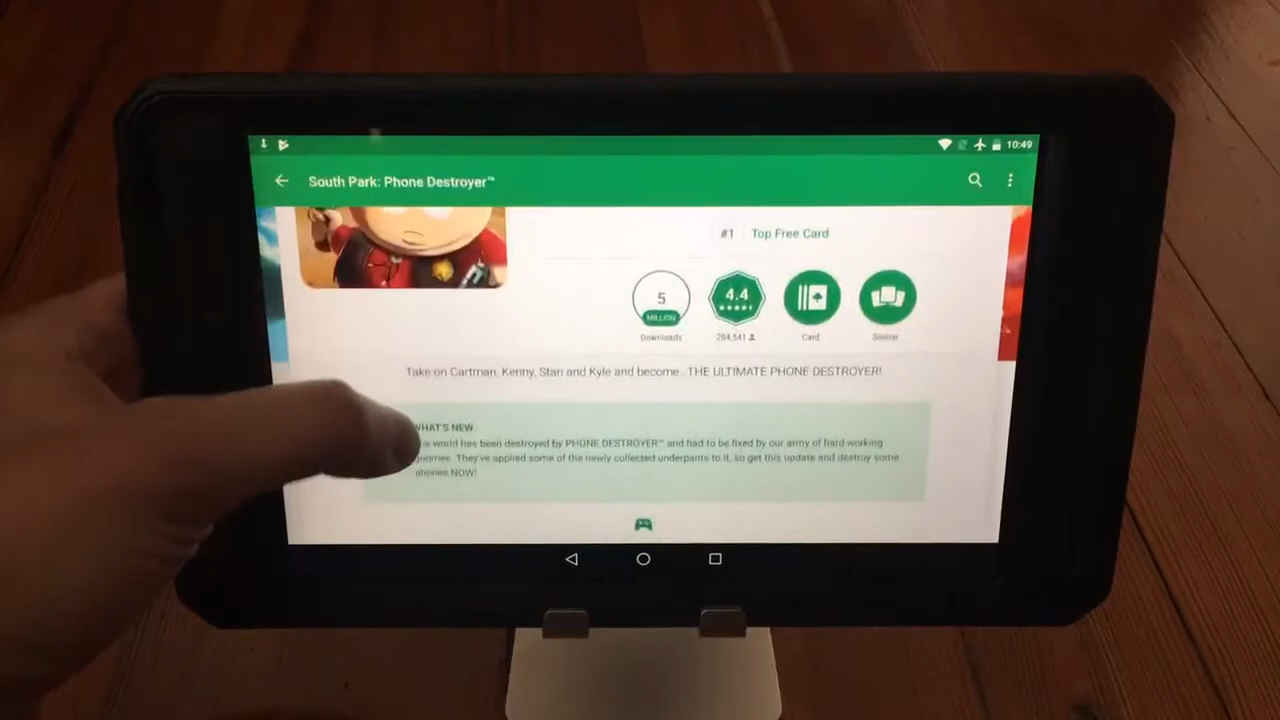 10:49
South Park: Phone Destroyer™
#1 Top Free Card
5
MILLION
4.4
Downloads
284,541
Card
Similar
Take on Cartman, Kenny, Stan and Kyle and become...THE ULTIMATE PHONE DESTROYER!
WHAT'S NEW
world has been destroyed by PHONE DESTROYER™ and had to be fixed by our army of hard working
gnomes. They've applied some of the newly collected underpants to it, so get this update and destroy some
phones NOW!